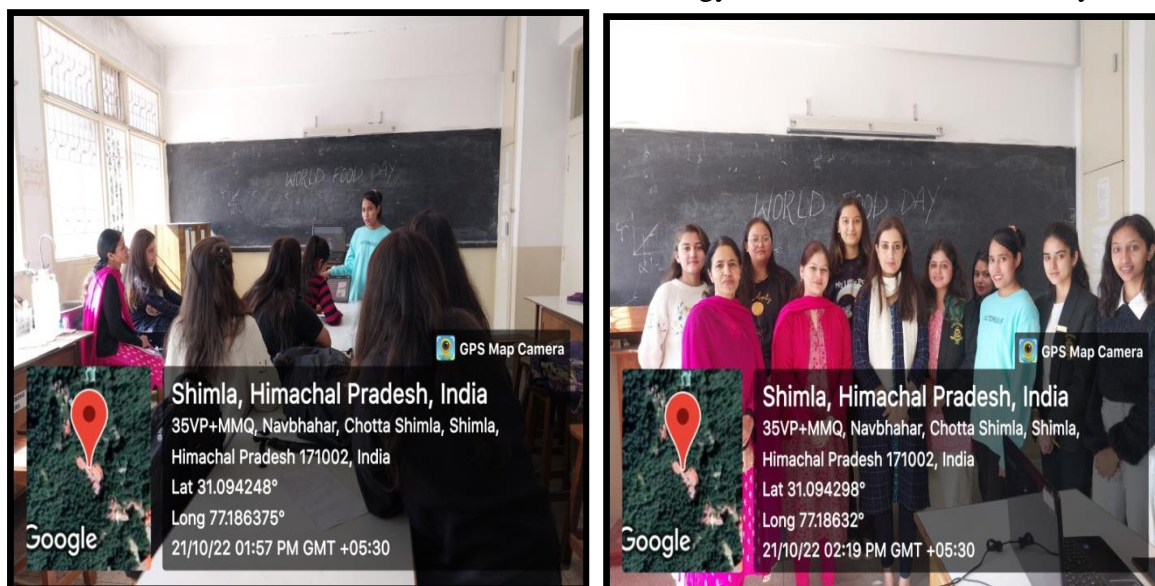 WORLD FOOD DAY
GPS Map Camera
Shimla, Himachal Pradesh, India
35VP+MMQ, Navbhahar, Chotta Shimla, Shimla,
Himachal Pradesh 171002, India
Lat 31.094248°
Long 77.186375°
21/10/22 01:57 PM GMT +05:30
Google
WORLD FOOD DAY
GPS Map Camera
Shimla, Himachal Pradesh, India
35VP+MMQ, Navbhahar, Chotta Shimla, Shimla,
Himachal Pradesh 171002, India
Lat 31.094298°
Long 77.18632°
21/10/22 02:19 PM GMT +05:30
Google